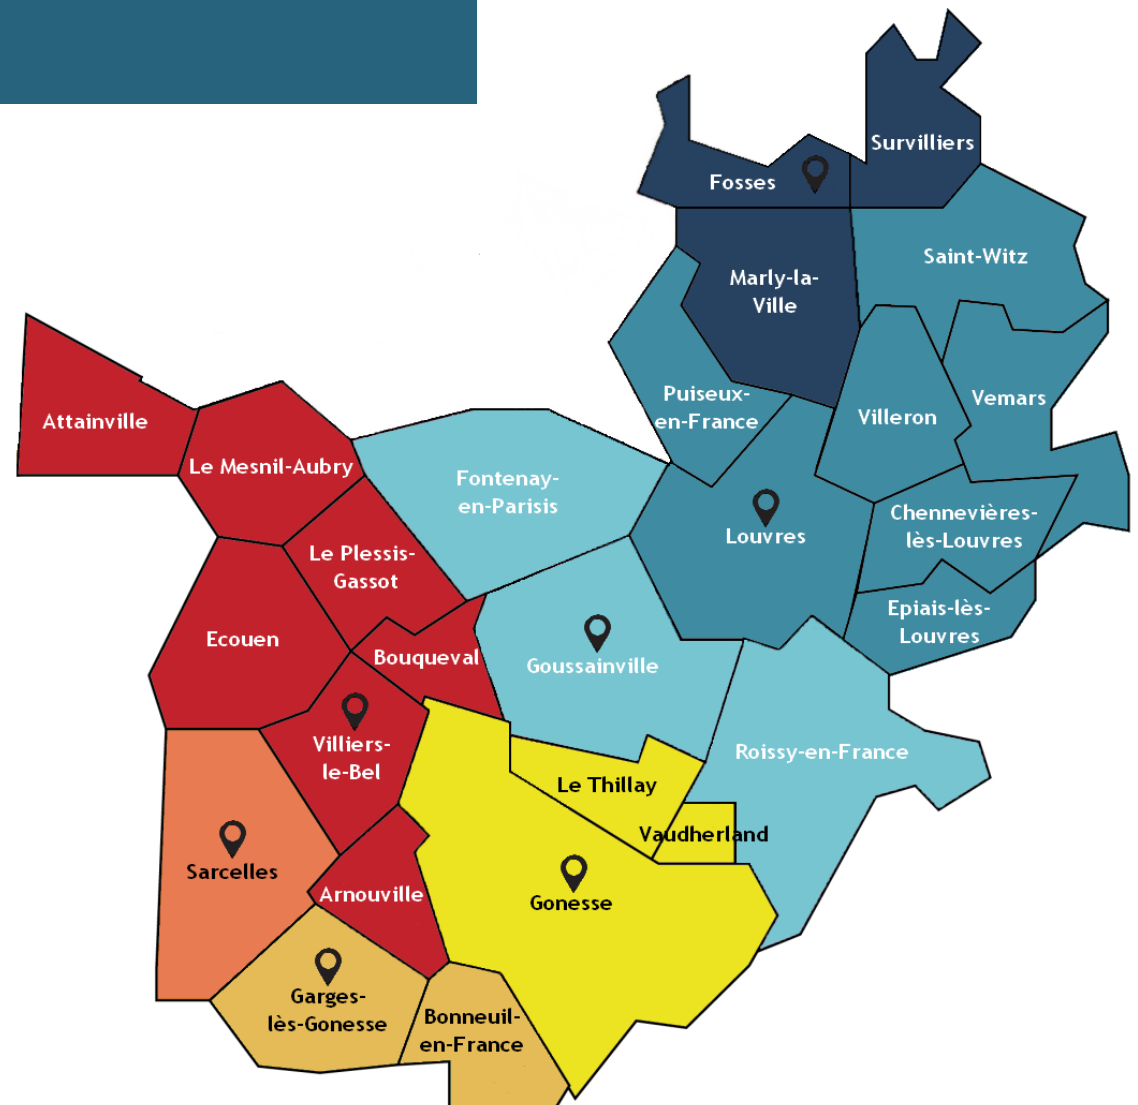 Survilliers
Fosses
Saint-Witz
Marly-la-
Ville
Puiseux-
en-France
Vemars
Villeron
Attainville
Le Mesnil-Aubry
Fontenay-
en-Parisis
Chennevières-
lès-Louvres
Louvres
Le Plessis-
Gassot
Epiais-lès-
Louvres
Ecouen
Bouqueval
Goussainville
Villiers-
le-Bel
Roissy-en-France
Le Thillay
Vaudherland
Sarcelles
Arnouville
Gonesse
Garges-
lès-Gonesse
Bonneuil-
en-France